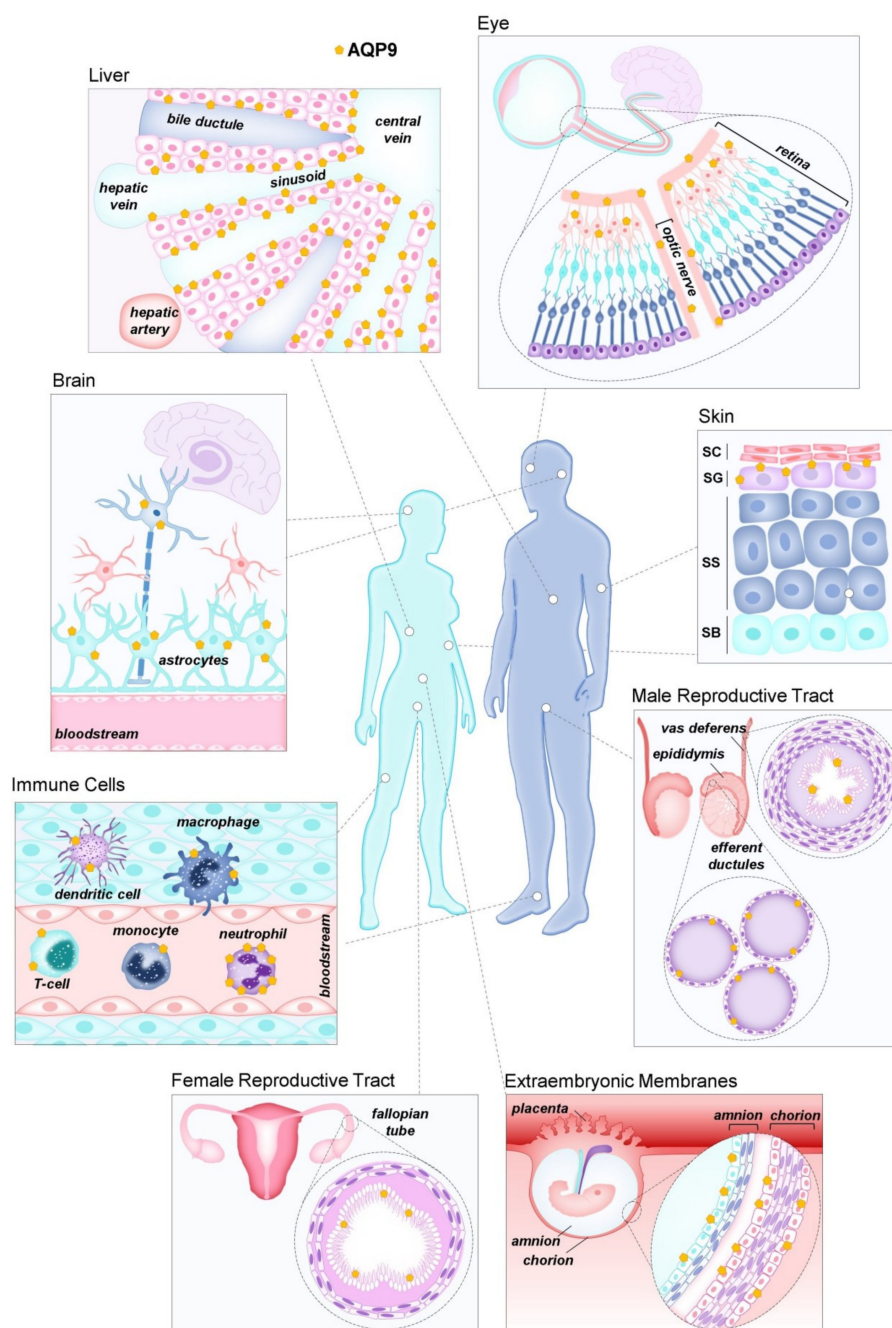 AQP9
Liver
bile ductule
central
vein
sinusoid
hepatic
vein
hepatic
artery
Eye
retina
optic nerve
Brain
astrocytes
bloodstream
Skin
SC
SG
SS
SB
Male Reproductive Tract
vas deferens
epididymis
efferent
ductules
Immune Cells
macrophage
dendritic cell
monocyte
neutrophil
T-cell
bloodstream
Female Reproductive Tract
fallopian
tube
Extraembryonic Membranes
placenta
amnion
chorion
amnion
chorion